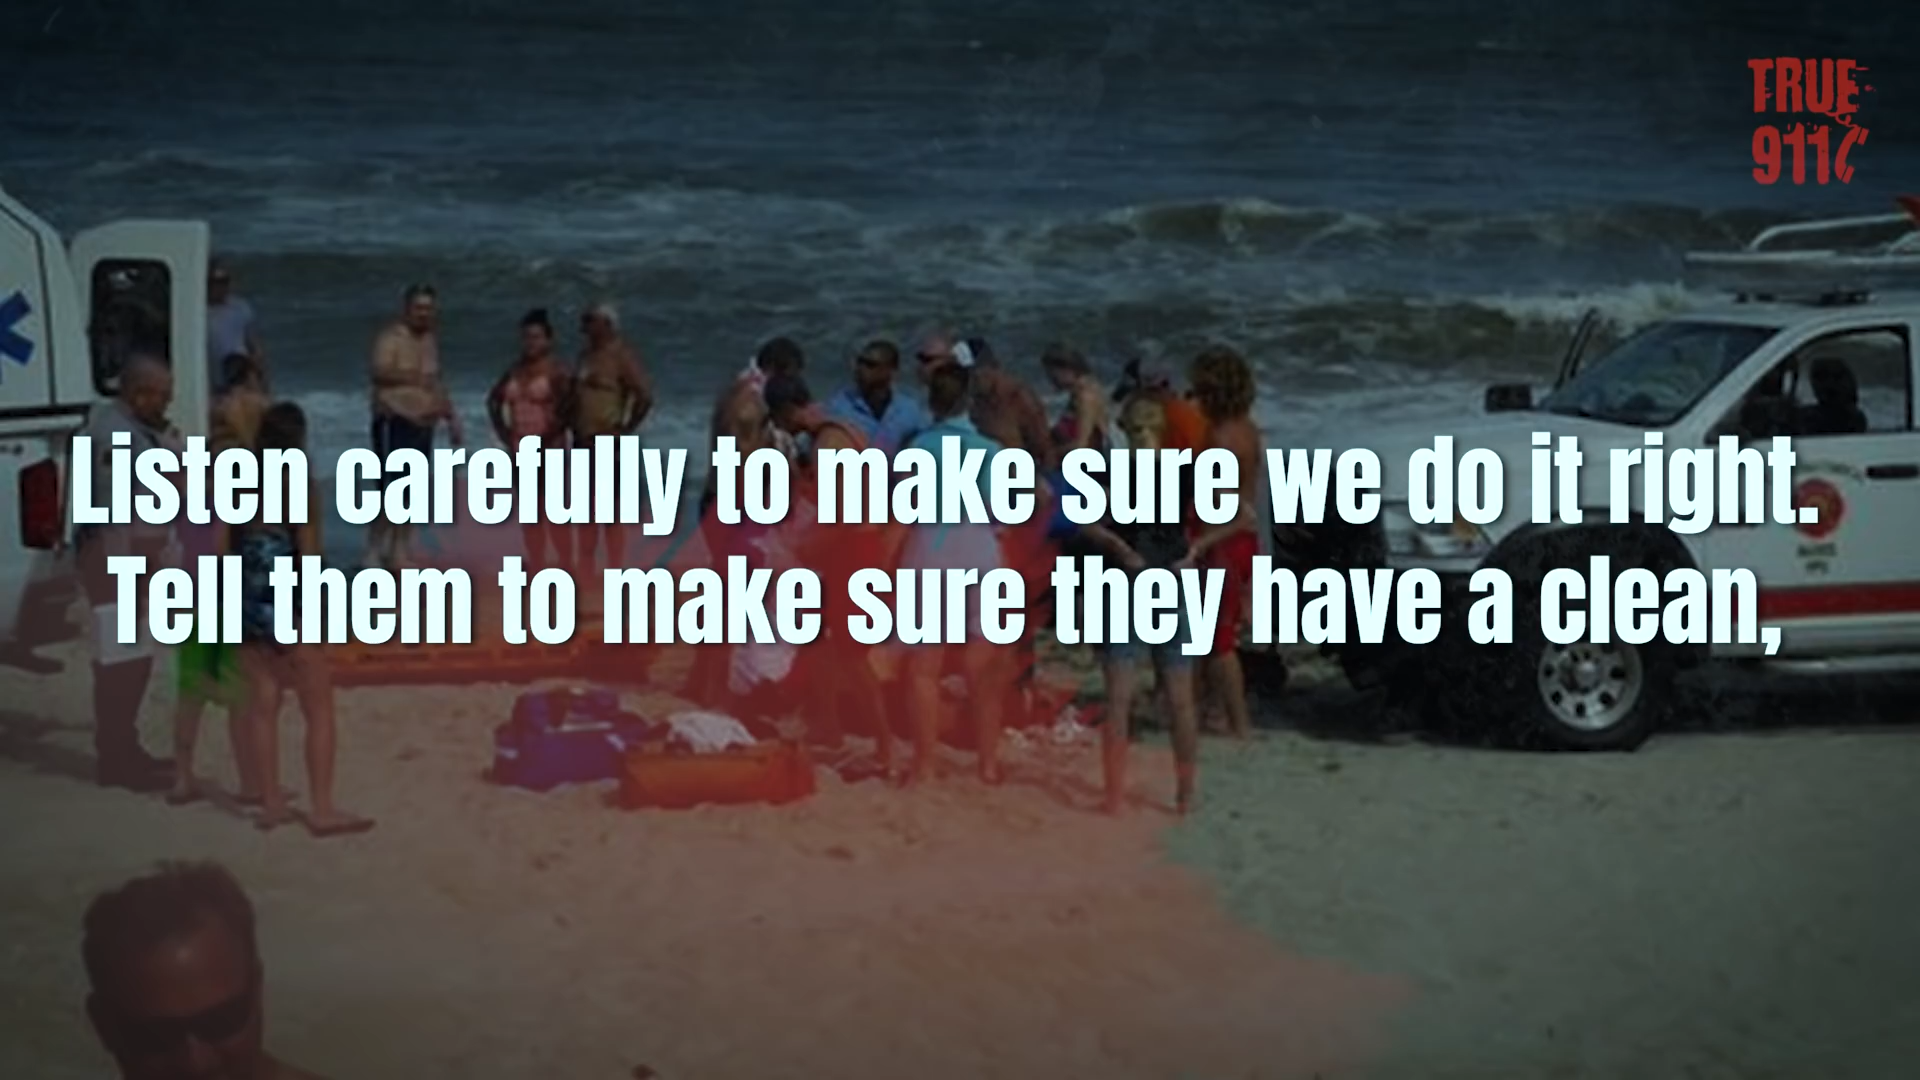 TRUE
911
Listen carefully to make sure we do it right.
Tell them to make sure they have a clean,